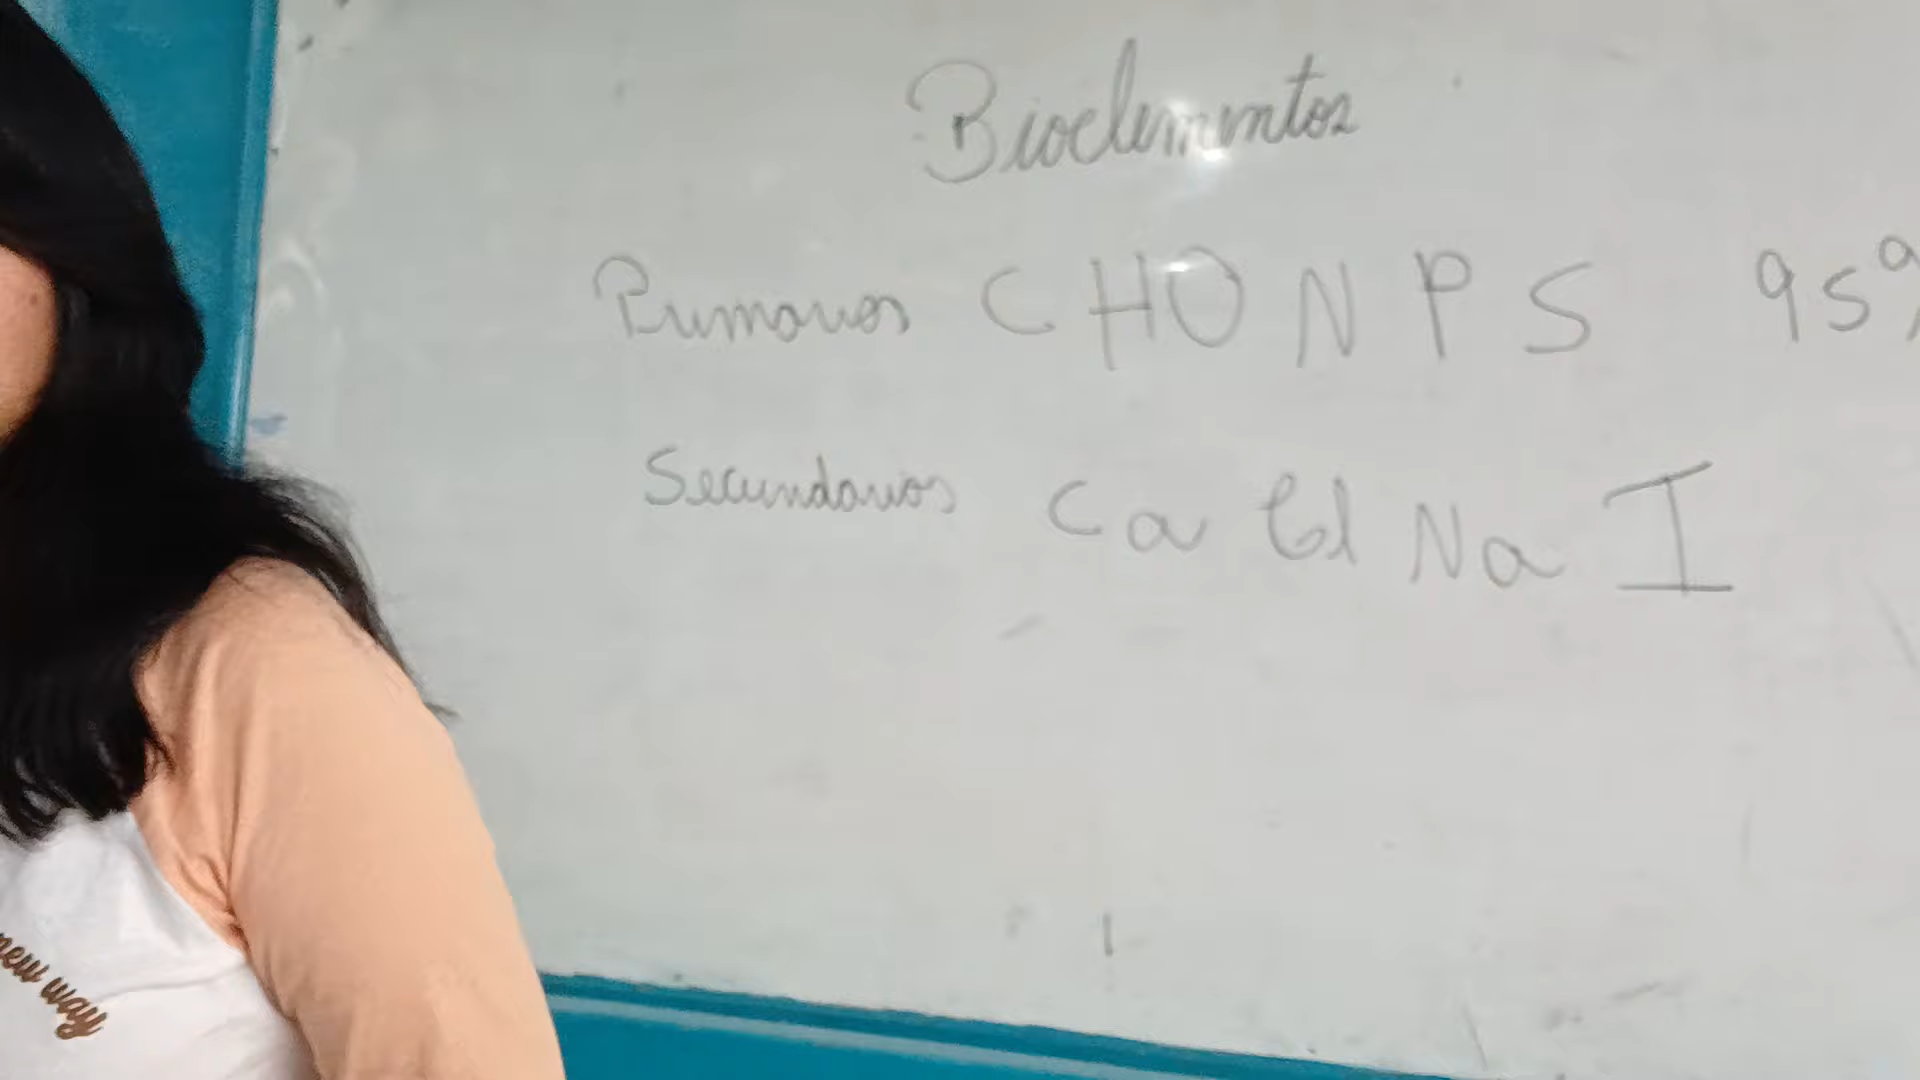 Bioelementos
Primarios C H O N P S 95%
Secundarios Ca Cl Na I
new way